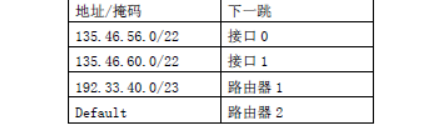 地址/掩码 下一跳
135.46.56.0/22 接口 0
135.46.60.0/22 接口 1
192.33.40.0/23 路由器 1
Default 路由器 2